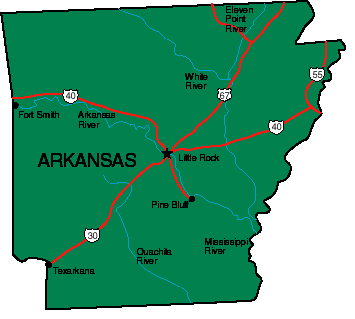 Eleven
Point
River
White
River
55
40
67
Fort Smith
Arkansas
River
40
ARKANSAS
Little Rock
Pine Bluff
30
Mississippi
River
Ouachita
River
Texarkana